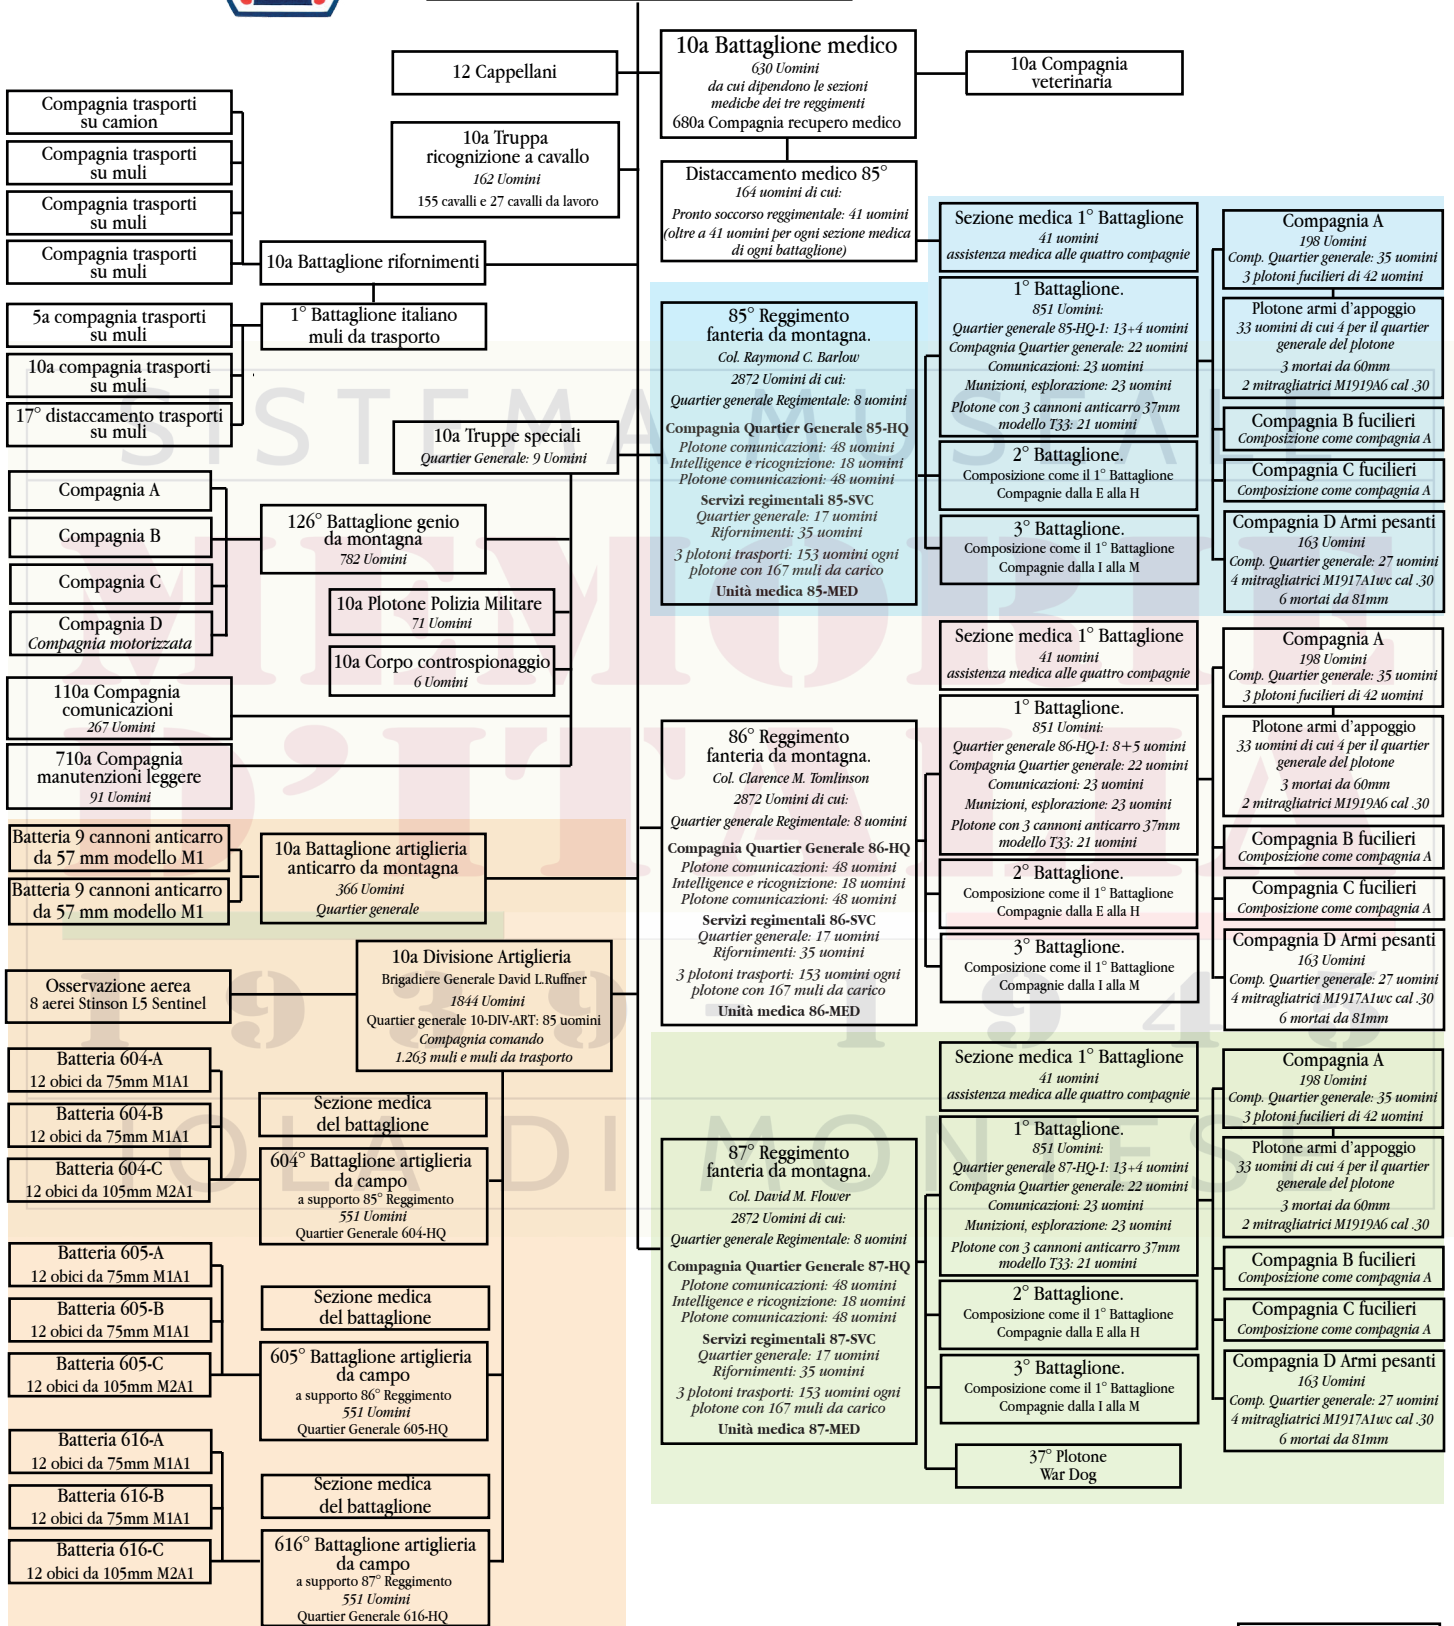 12 Cappellani
10a Battaglione medico
630 Uomini
da cui dipendono le sezioni
mediche dei tre reggimenti
680a Compagnia recupero medico
10a Compagnia
veterinaria
Compagnia trasporti
su camion
Compagnia trasporti
su muli
Compagnia trasporti
su muli
Compagnia trasporti
su muli
10a Truppa
ricognizione a cavallo
162 Uomini
155 cavalli e 27 cavalli da lavoro
10a Battaglione rifornimenti
5a compagnia trasporti
su muli
10a compagnia trasporti
su muli
17° distaccamento trasporti
su muli
1° Battaglione italiano
muli da trasporto
Distaccamento medico 85°
164 uomini di cui:
Pronto soccorso reggimentale: 41 uomini
(oltre a 41 uomini per ogni sezione medica
di ogni battaglione)
10a Truppe speciali
Quartier Generale: 9 Uomini
Compagnia A
Compagnia B
Compagnia C
Compagnia D
Compagnia motorizzata
126° Battaglione genio
da montagna
782 Uomini
10a Plotone Polizia Militare
71 Uomini
10a Corpo controspionaggio
6 Uomini
110a Compagnia
comunicazioni
267 Uomini
710a Compagnia
manutenzioni leggere
91 Uomini
85° Reggimento
fanteria da montagna.
Col. Raymond C. Barlow
2872 Uomini di cui:
Quartier generale Regimentale: 8 uomini
Compagnia Quartier Generale 85-HQ
Plotone comunicazioni: 48 uomini
Intelligence e ricognizione: 18 uomini
Plotone comunicazioni: 48 uomini
Servizi regimentali 85-SVC
Quartier generale: 17 uomini
Rifornimenti: 35 uomini
3 plotoni trasporti: 153 uomini ogni
plotone con 167 muli da carico
Unità medica 85-MED
Sezione medica 1° Battaglione
41 uomini
assistenza medica alle quattro compagnie
1° Battaglione.
851 Uomini:
Quartier generale 85-HQ-1: 13+4 uomini
Compagnia Quartier generale: 22 uomini
Comunicazioni: 23 uomini
Munizioni, esplorazione: 23 uomini
Plotone con 3 cannoni anticarro 37mm
modello T33: 21 uomini
2° Battaglione.
Composizione come il 1° Battaglione
Compagnie dalla E alla H
3° Battaglione.
Composizione come il 1° Battaglione
Compagnie dalla I alla M
Compagnia A
198 Uomini
Comp. Quartier generale: 35 uomini
3 plotoni fucilieri di 42 uomini
Plotone armi d'appoggio
33 uomini di cui 4 per il quartier
generale del plotone
3 mortai da 60mm
2 mitragliatrici M1919A6 cal .30
Compagnia B fucilieri
Composizione come compagnia A
Compagnia C fucilieri
Composizione come compagnia A
Compagnia D Armi pesanti
163 Uomini
Comp. Quartier generale: 27 uomini
4 mitragliatrici M1917A1wc cal .30
6 mortai da 81mm
86° Reggimento
fanteria da montagna.
Col. Clarence M. Tomlinson
2872 Uomini di cui:
Quartier generale Regimentale: 8 uomini
Compagnia Quartier Generale 86-HQ
Plotone comunicazioni: 48 uomini
Intelligence e ricognizione: 18 uomini
Plotone comunicazioni: 48 uomini
Servizi regimentali 86-SVC
Quartier generale: 17 uomini
Rifornimenti: 35 uomini
3 plotoni trasporti: 153 uomini ogni
plotone con 167 muli da carico
Unità medica 86-MED
Sezione medica 1° Battaglione
41 uomini
assistenza medica alle quattro compagnie
1° Battaglione.
851 Uomini:
Quartier generale 86-HQ-1: 8+5 uomini
Compagnia Quartier generale: 22 uomini
Comunicazioni: 23 uomini
Munizioni, esplorazione: 23 uomini
Plotone con 3 cannoni anticarro 37mm
modello T33: 21 uomini
2° Battaglione.
Composizione come il 1° Battaglione
Compagnie dalla E alla H
3° Battaglione.
Composizione come il 1° Battaglione
Compagnie dalla I alla M
Compagnia A
198 Uomini
Comp. Quartier generale: 35 uomini
3 plotoni fucilieri di 42 uomini
Plotone armi d'appoggio
33 uomini di cui 4 per il quartier
generale del plotone
3 mortai da 60mm
2 mitragliatrici M1919A6 cal .30
Compagnia B fucilieri
Composizione come compagnia A
Compagnia C fucilieri
Composizione come compagnia A
Compagnia D Armi pesanti
163 Uomini
Comp. Quartier generale: 27 uomini
4 mitragliatrici M1917A1wc cal .30
6 mortai da 81mm
Batteria 9 cannoni anticarro
da 57 mm modello M1
Batteria 9 cannoni anticarro
da 57 mm modello M1
10a Battaglione artiglieria
anticarro da montagna
366 Uomini
Quartier generale
10a Divisione Artiglieria
Brigadiere Generale David L.Ruffner
1844 Uomini
Quartier generale 10-DIV-ART: 85 uomini
Compagnia comando
1.263 muli e muli da trasporto
Osservazione aerea
8 aerei Stinson L5 Sentinel
Batteria 604-A
12 obici da 75mm M1A1
Batteria 604-B
12 obici da 75mm M1A1
Batteria 604-C
12 obici da 105mm M2A1
Sezione medica
del battaglione
604° Battaglione artiglieria
da campo
a supporto 85° Reggimento
551 Uomini
Quartier Generale 604-HQ
Batteria 605-A
12 obici da 75mm M1A1
Batteria 605-B
12 obici da 75mm M1A1
Batteria 605-C
12 obici da 105mm M2A1
Sezione medica
del battaglione
605° Battaglione artiglieria
da campo
a supporto 86° Reggimento
551 Uomini
Quartier Generale 605-HQ
Batteria 616-A
12 obici da 75mm M1A1
Batteria 616-B
12 obici da 75mm M1A1
Batteria 616-C
12 obici da 105mm M2A1
Sezione medica
del battaglione
616° Battaglione artiglieria
da campo
a supporto 87° Reggimento
551 Uomini
Quartier Generale 616-HQ
87° Reggimento
fanteria da montagna.
Col. David M. Flower
2872 Uomini di cui:
Quartier generale Regimentale: 8 uomini
Compagnia Quartier Generale 87-HQ
Plotone comunicazioni: 48 uomini
Intelligence e ricognizione: 18 uomini
Plotone comunicazioni: 48 uomini
Servizi regimentali 87-SVC
Quartier generale: 17 uomini
Rifornimenti: 35 uomini
3 plotoni trasporti: 153 uomini ogni
plotone con 167 muli da carico
Unità medica 87-MED
Sezione medica 1° Battaglione
41 uomini
assistenza medica alle quattro compagnie
1° Battaglione.
851 Uomini:
Quartier generale 87-HQ-1: 13+4 uomini
Compagnia Quartier generale: 22 uomini
Comunicazioni: 23 uomini
Munizioni, esplorazione: 23 uomini
Plotone con 3 cannoni anticarro 37mm
modello T33: 21 uomini
2° Battaglione.
Composizione come il 1° Battaglione
Compagnie dalla E alla H
3° Battaglione.
Composizione come il 1° Battaglione
Compagnie dalla I alla M
37° Plotone
War Dog
Compagnia A
198 Uomini
Comp. Quartier generale: 35 uomini
3 plotoni fucilieri di 42 uomini
Plotone armi d'appoggio
33 uomini di cui 4 per il quartier
generale del plotone
3 mortai da 60mm
2 mitragliatrici M1919A6 cal .30
Compagnia B fucilieri
Composizione come compagnia A
Compagnia C fucilieri
Composizione come compagnia A
Compagnia D Armi pesanti
163 Uomini
Comp. Quartier generale: 27 uomini
4 mitragliatrici M1917A1wc cal .30
6 mortai da 81mm
SISTEMA MUSEALE
MEMORIE
D'ITALIA
1939-1945
IOLA DI MONTESE